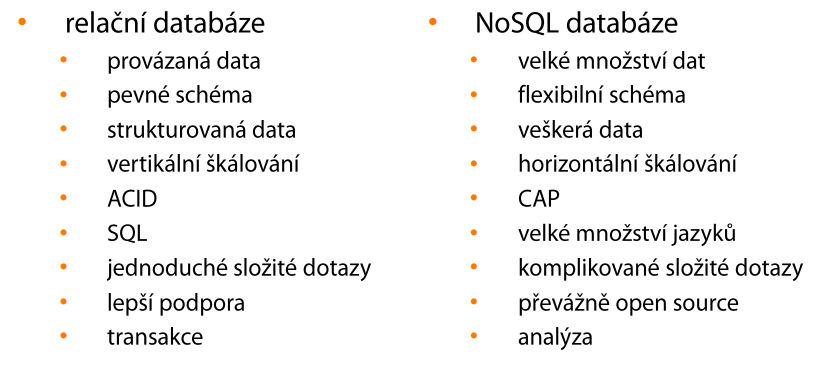 relační databáze
provázaná data
pevné schéma
strukturovaná data
vertikální škálování
ACID
SQL
jednoduché složité dotazy
lepší podpora
transakce
NoSQL databáze
velké množství dat
flexibilní schéma
veškerá data
horizontální škálování
CAP
velké množství jazyků
komplikované složité dotazy
převážně open source
analýza